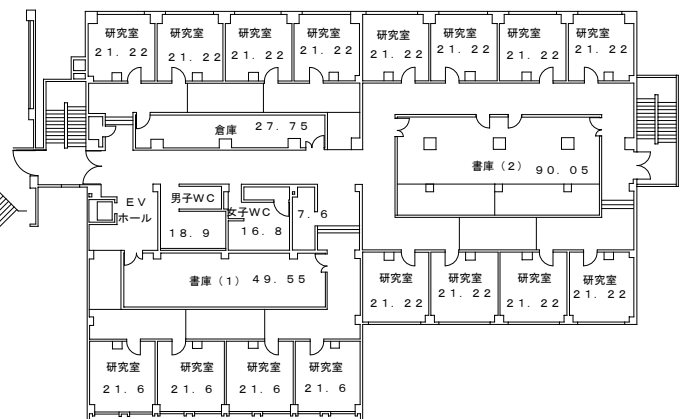 研究室 研究室 研究室 研究室 研究室 研究室 研究室 研究室
21.22 21.22 21.22 21.22 21.22 21.22 21.22 21.22
倉庫 27.75
書庫(2) 90.05
EV
ホール
男子WC
18.9
女子WC
16.8
7.6
書庫(1) 49.55
研究室 研究室 研究室 研究室
21.22 21.22 21.22 21.22
研究室 研究室 研究室 研究室
21.6 21.6 21.6 21.6